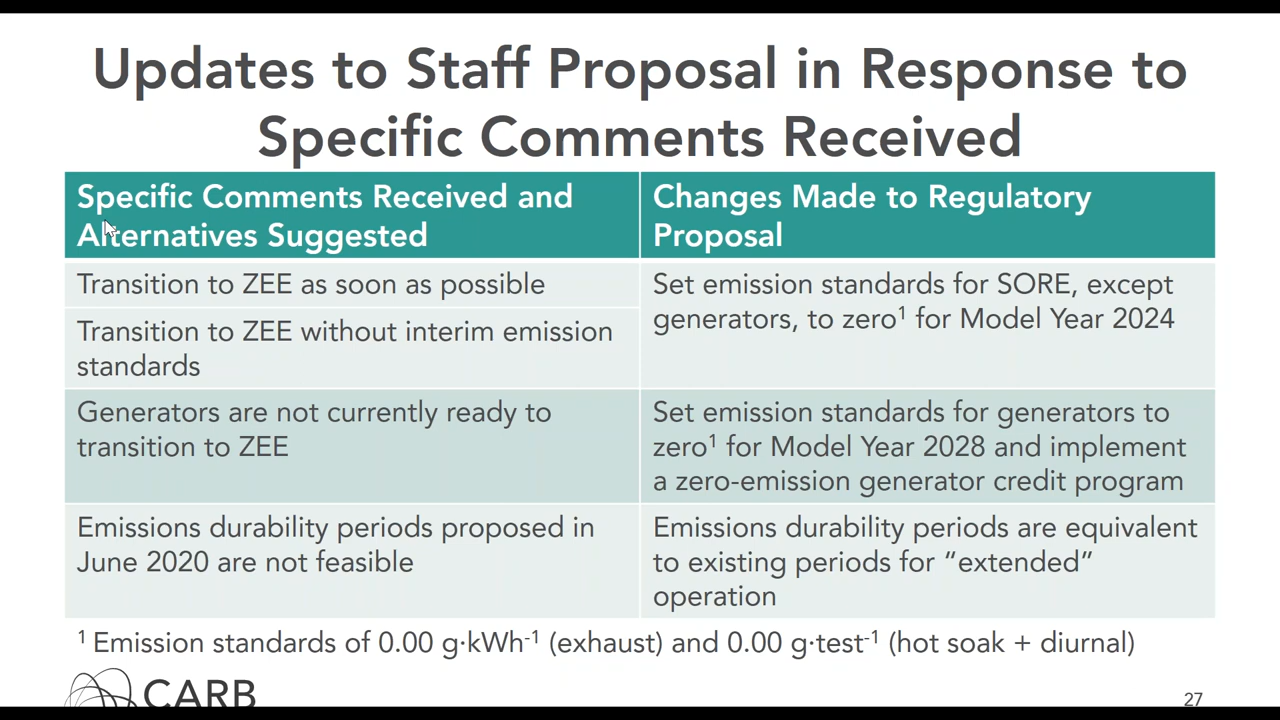 Updates to Staff Proposal in Response to
Specific Comments Received
Specific Comments Received and
Alternatives Suggested
Changes Made to Regulatory
Proposal
Transition to ZEE as soon as possible
Transition to ZEE without interim emission
standards
Set emission standards for SORE, except
generators, to zero¹ for Model Year 2024
Generators are not currently ready to
transition to ZEE
Set emission standards for generators to
zero¹ for Model Year 2028 and implement
a zero-emission generator credit program
Emissions durability periods proposed in
June 2020 are not feasible
Emissions durability periods are equivalent
to existing periods for “extended”
operation
¹ Emission standards of 0.00 g·kWh⁻¹ (exhaust) and 0.00 g·test⁻¹ (hot soak + diurnal)
CARB
27